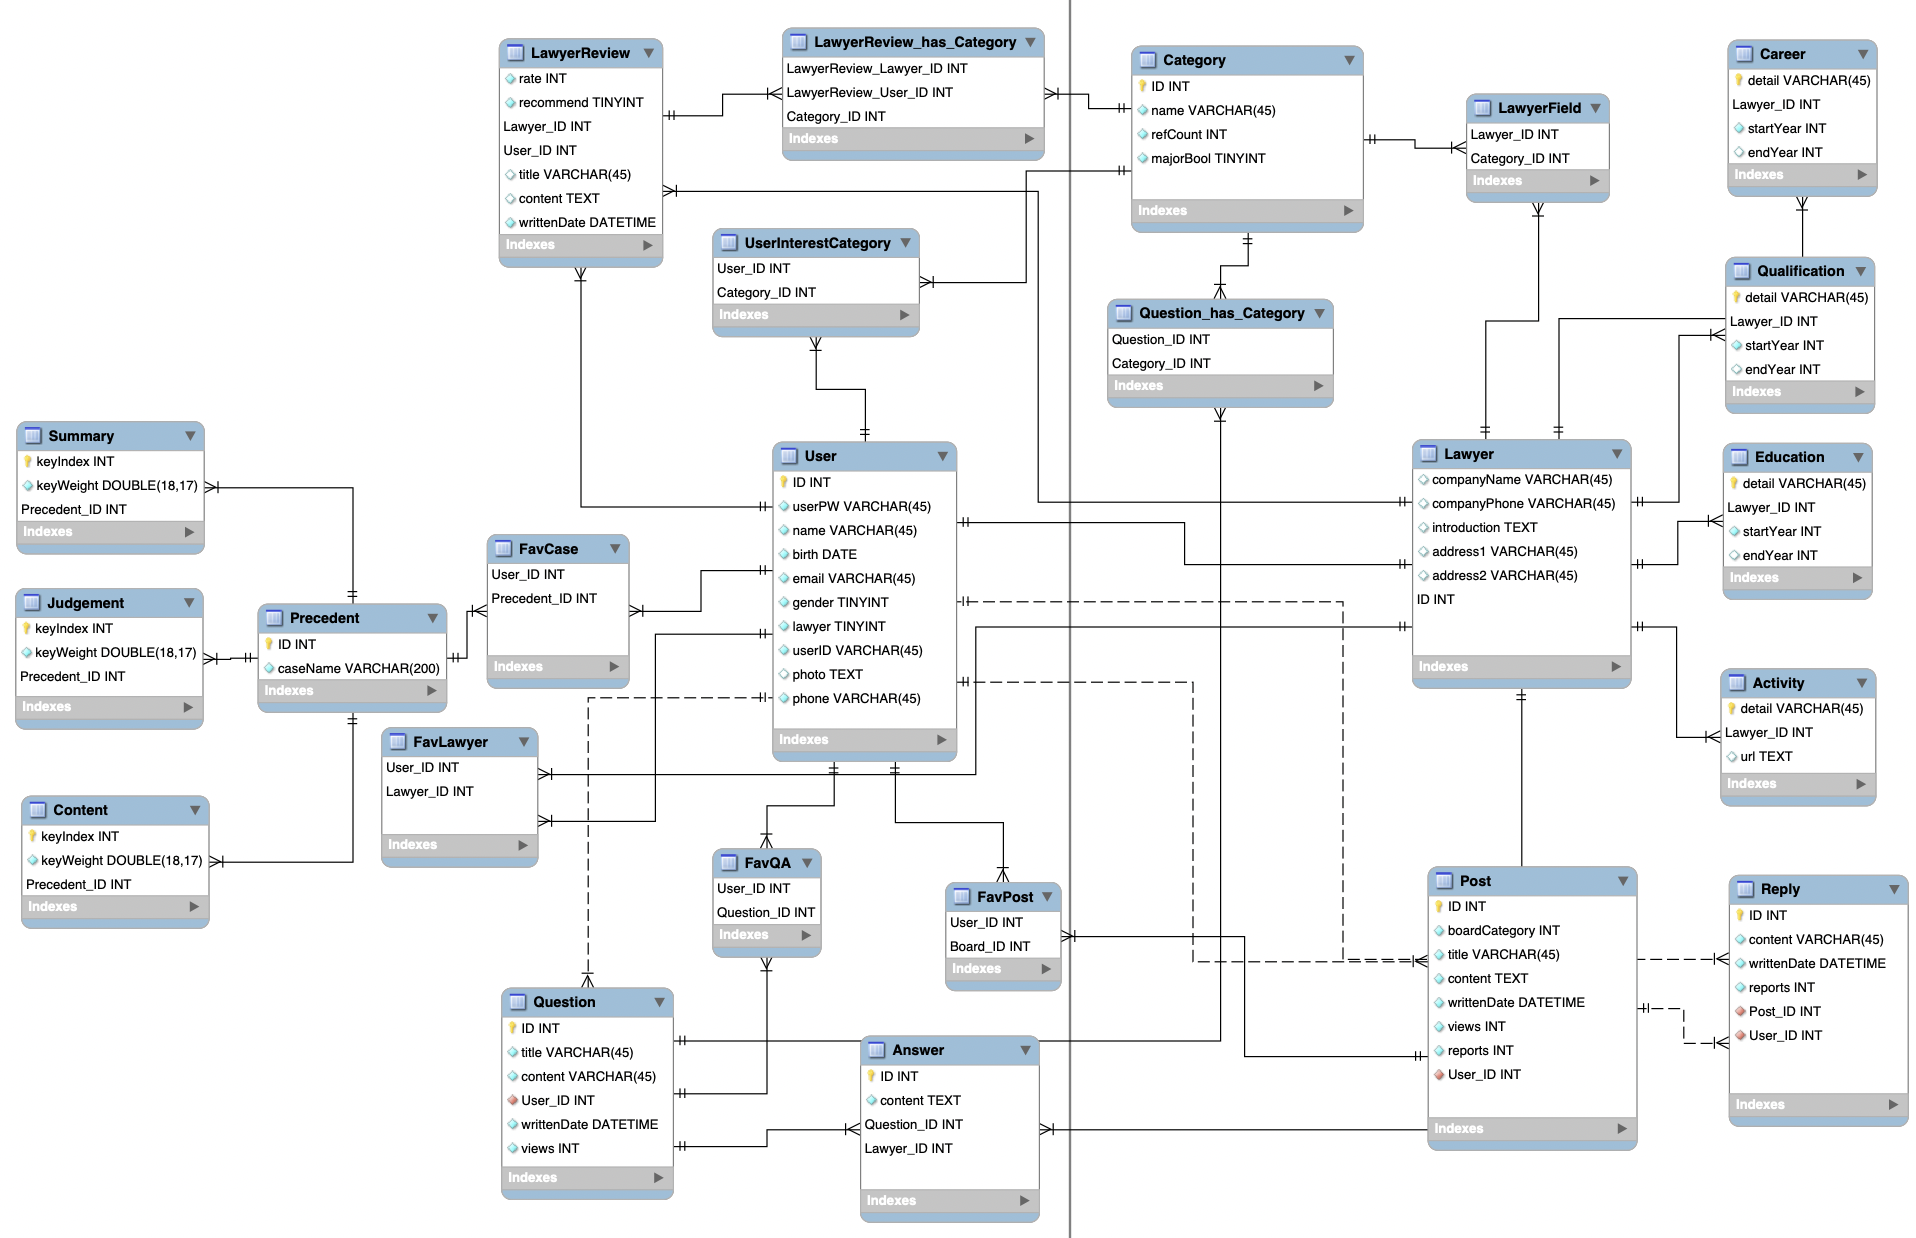 LawyerReview
rate INT
recommend TINYINT
Lawyer_ID INT
User_ID INT
title VARCHAR(45)
content TEXT
writtenDate DATETIME
Indexes
LawyerReview_has_Category
LawyerReview_Lawyer_ID INT
LawyerReview_User_ID INT
Category_ID INT
Indexes
Category
ID INT
name VARCHAR(45)
refCount INT
majorBool TINYINT
Indexes
LawyerField
Lawyer_ID INT
Category_ID INT
Indexes
Career
detail VARCHAR(45)
Lawyer_ID INT
startYear INT
endYear INT
Indexes
UserInterestCategory
User_ID INT
Category_ID INT
Indexes
Question_has_Category
Question_ID INT
Category_ID INT
Indexes
Qualification
detail VARCHAR(45)
Lawyer_ID INT
startYear INT
endYear INT
Indexes
Summary
keyIndex INT
keyWeight DOUBLE(18,17)
Precedent_ID INT
Indexes
Judgement
keyIndex INT
keyWeight DOUBLE(18,17)
Precedent_ID INT
Indexes
Precedent
ID INT
caseName VARCHAR(200)
Indexes
FavCase
User_ID INT
Precedent_ID INT
Indexes
User
ID INT
userPW VARCHAR(45)
name VARCHAR(45)
birth DATE
email VARCHAR(45)
gender TINYINT
lawyer TINYINT
userID VARCHAR(45)
photo TEXT
phone VARCHAR(45)
Indexes
Lawyer
companyName VARCHAR(45)
companyPhone VARCHAR(45)
introduction TEXT
address1 VARCHAR(45)
address2 VARCHAR(45)
ID INT
Indexes
Education
detail VARCHAR(45)
Lawyer_ID INT
startYear INT
endYear INT
Indexes
Activity
detail VARCHAR(45)
Lawyer_ID INT
url TEXT
Indexes
Content
keyIndex INT
keyWeight DOUBLE(18,17)
Precedent_ID INT
Indexes
FavLawyer
User_ID INT
Lawyer_ID INT
Indexes
FavQA
User_ID INT
Question_ID INT
Indexes
FavPost
User_ID INT
Board_ID INT
Indexes
Post
ID INT
boardCategory INT
title VARCHAR(45)
content TEXT
writtenDate DATETIME
views INT
reports INT
User_ID INT
Indexes
Reply
ID INT
content VARCHAR(45)
writtenDate DATETIME
reports INT
Post_ID INT
User_ID INT
Indexes
Question
ID INT
title VARCHAR(45)
content VARCHAR(45)
User_ID INT
writtenDate DATETIME
views INT
Indexes
Answer
ID INT
content TEXT
Question_ID INT
Lawyer_ID INT
Indexes